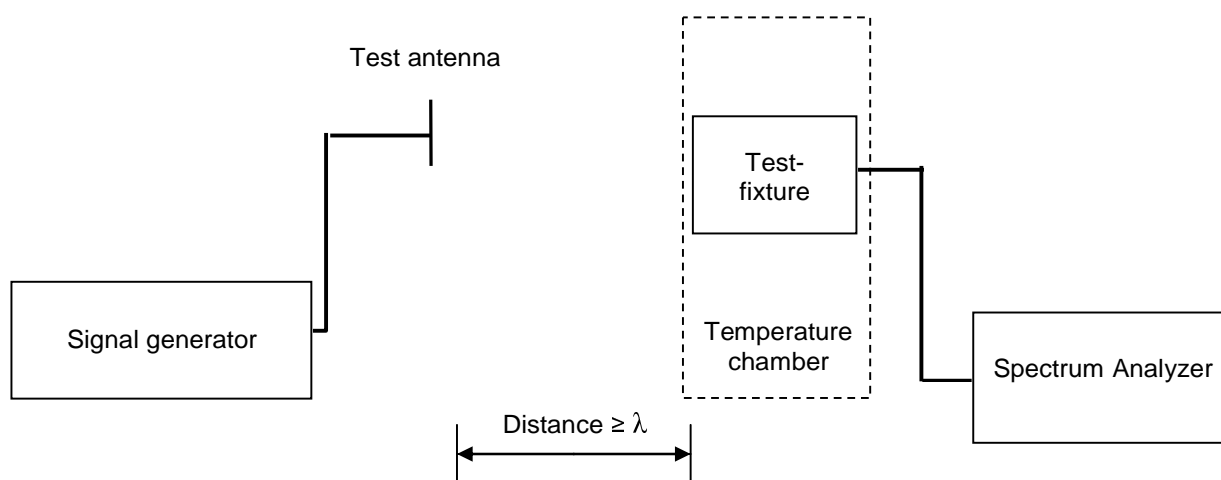 Test antenna
Test-
fixture
Signal generator
Temperature
chamber
Spectrum Analyzer
Distance ≥ λ